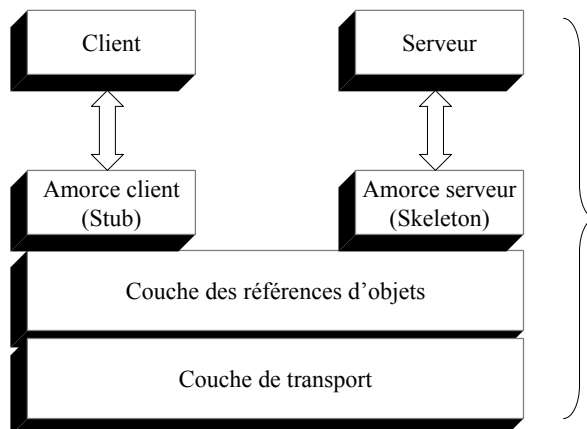 Client
Serveur
Amorce client
(Stub)
Amorce serveur
(Skeleton)
Couche des références d’objets
Couche de transport